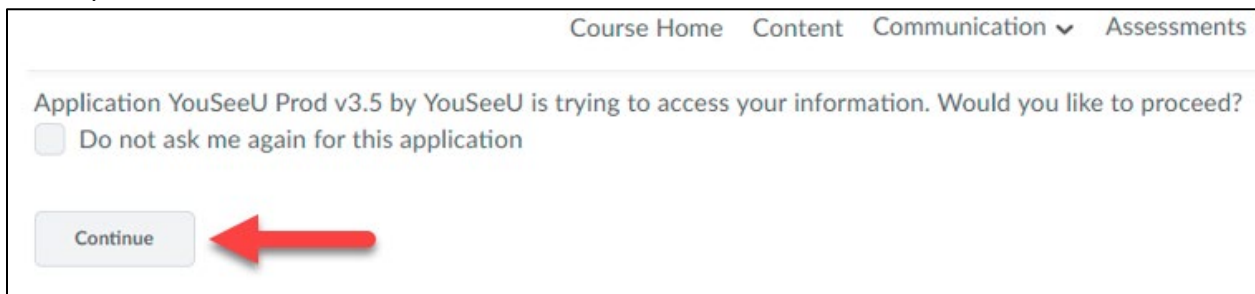 Course Home Content Communication Assessments
Application YouSeeU Prod v3.5 by YouSeeU is trying to access your information. Would you like to proceed?
Do not ask me again for this application
Continue